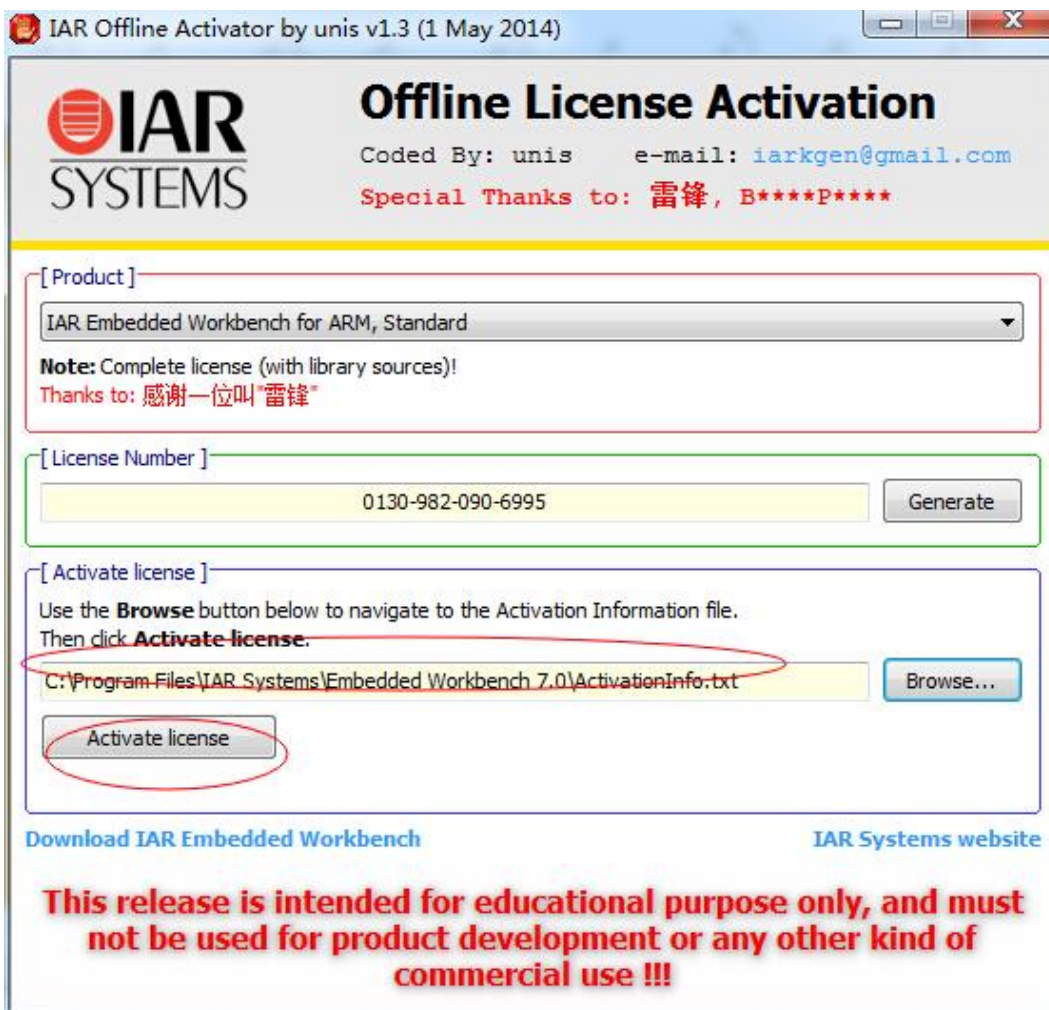 IAR Offline Activator by unis v1.3 (1 May 2014)
IAR
SYSTEMS
Offline License Activation
Coded By: unis e-mail: iarkgen@gmail.com
Special Thanks to: 雷锋, B****P****
[ Product ]
IAR Embedded Workbench for ARM, Standard
Note: Complete license (with library sources)!
Thanks to: 感谢一位叫"雷锋"
[ License Number ]
0130-982-090-6995
Generate
[ Activate license ]
Use the Browse button below to navigate to the Activation Information file.
Then click Activate license.
C:\Program Files\IAR Systems\Embedded Workbench 7.0\ActivationInfo.txt
Browse...
Activate license
Download IAR Embedded Workbench
IAR Systems website
This release is intended for educational purpose only, and must
not be used for product development or any other kind of
commercial use !!!